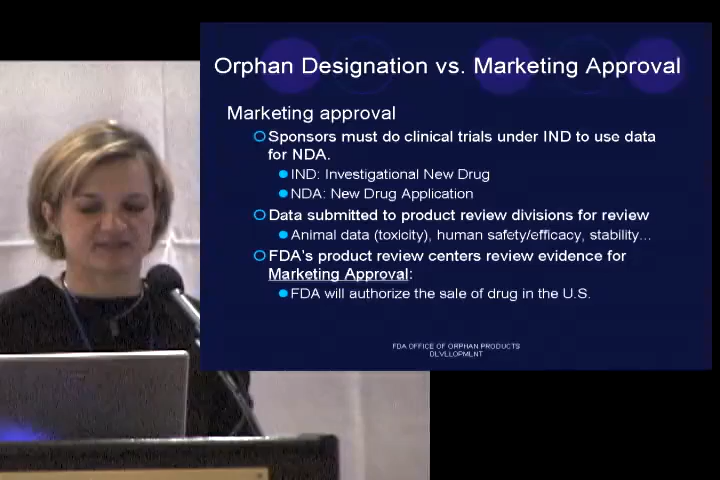 Orphan Designation vs. Marketing Approval
Marketing approval
Sponsors must do clinical trials under IND to use data
for NDA.
IND: Investigational New Drug
NDA: New Drug Application
Data submitted to product review divisions for review
Animal data (toxicity), human safety/efficacy, stability...
FDA's product review centers review evidence for
Marketing Approval:
FDA will authorize the sale of drug in the U.S.
FDA OFFICE OF ORPHAN PRODUCTS
DEVELOPMENT